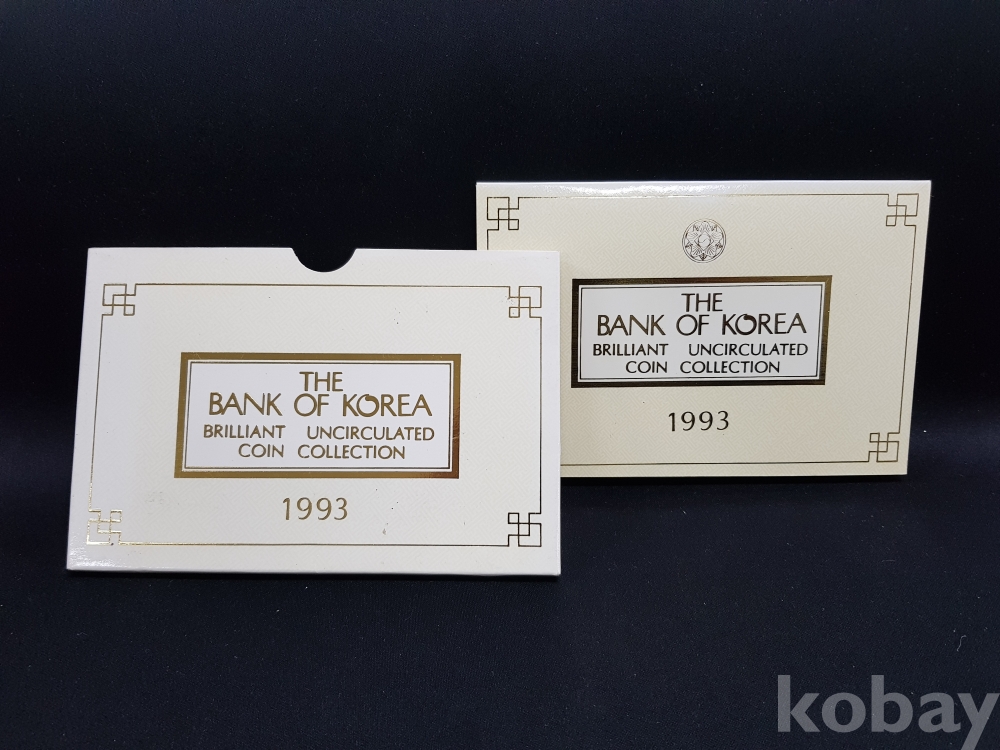 THE
BANK OF KOREA
BRILLIANT UNCIRCULATED
COIN COLLECTION
1993
THE
BANK OF KOREA
BRILLIANT UNCIRCULATED
COIN COLLECTION
1993
kobay